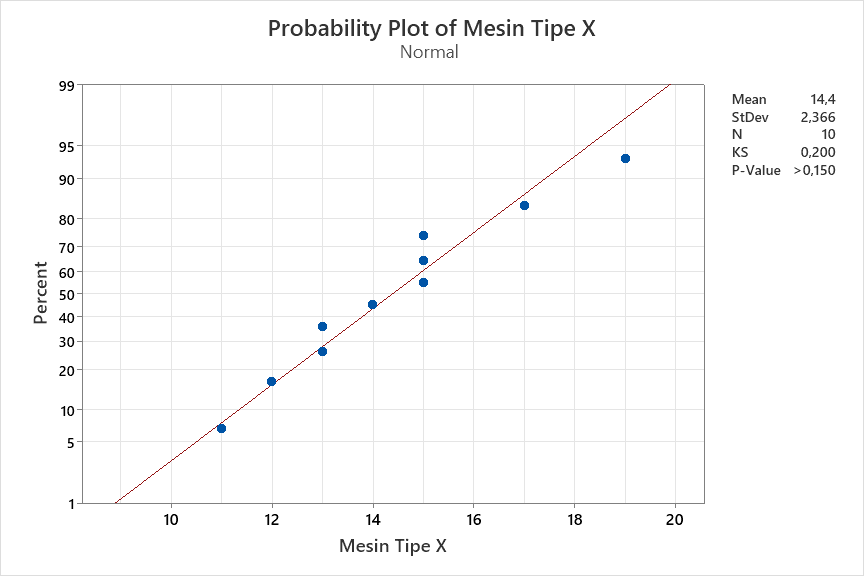 Probability Plot of Mesin Tipe X
Normal
99
95
90
80
70
60
50
40
30
20
10
5
1
Percent
10 12 14 16 18 20
Mesin Tipe X
Mean 14,4
StDev 2,366
N 10
KS 0,200
P-Value >0,150